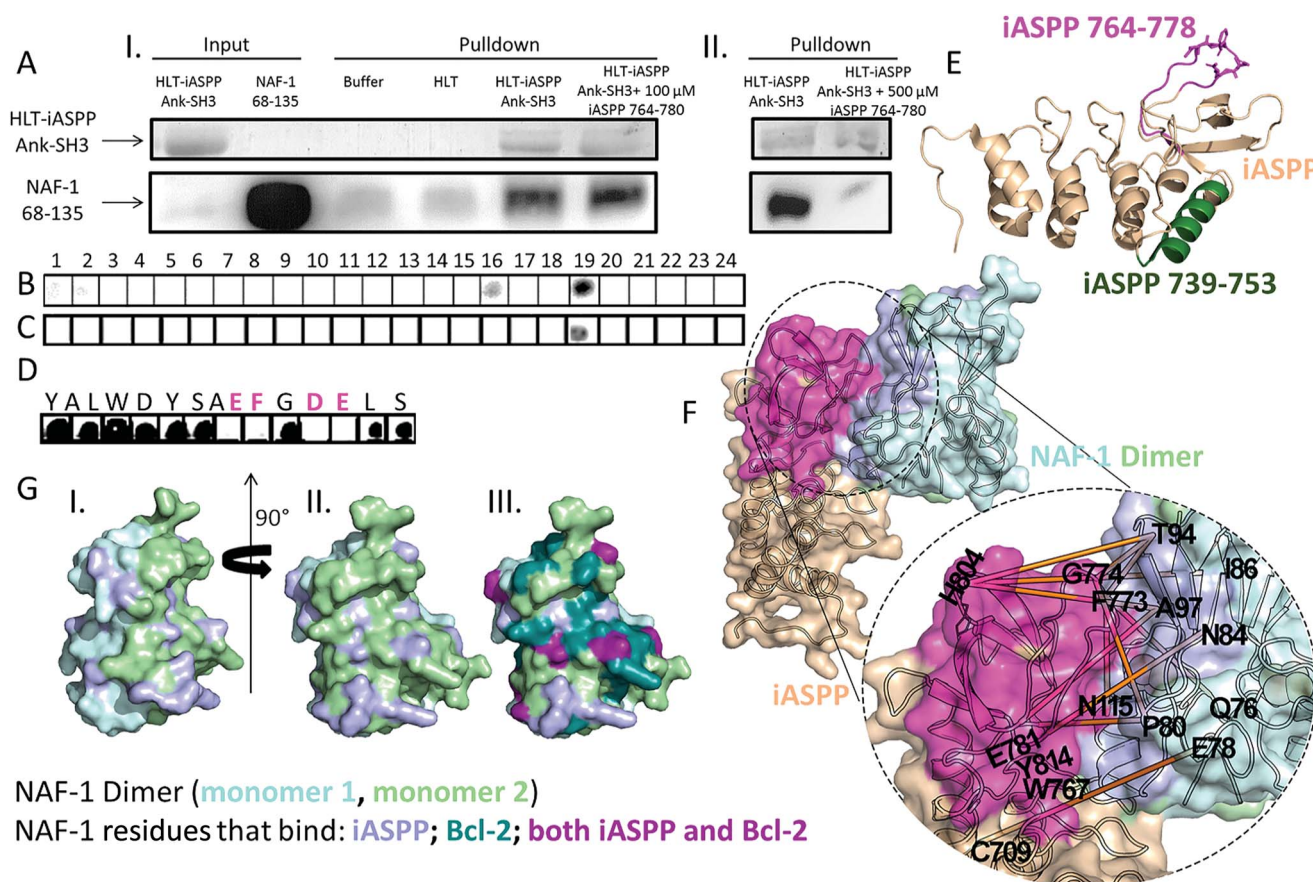 A
I.
Input
Pulldown
HLT-iASPP
Ank-SH3
NAF-1
68-135
Buffer
HLT
HLT-iASPP
Ank-SH3
HLT-iASPP
Ank-SH3+ 100 μM
iASPP 764-780
HLT-iASPP
Ank-SH3
NAF-1
68-135
II.
Pulldown
HLT-iASPP
Ank-SH3
HLT-iASPP
Ank-SH3 + 500 μM
iASPP 764-780
E
iASPP 764-778
iASPP
iASPP 739-753
1 2 3 4 5 6 7 8 9 10 11 12 13 14 15 16 17 18 19 20 21 22 23 24
B
C
D
Y A L W D Y S A E F G D E L S
F
NAF-1 Dimer
iASPP
T94
H804
G774
I86
F773
A97
N84
N115
Q76
P80
E781
E78
Y814
W767
C709
G
I.
90°
II.
III.
NAF-1 Dimer (monomer 1, monomer 2)
NAF-1 residues that bind: iASPP; Bcl-2; both iASPP and Bcl-2